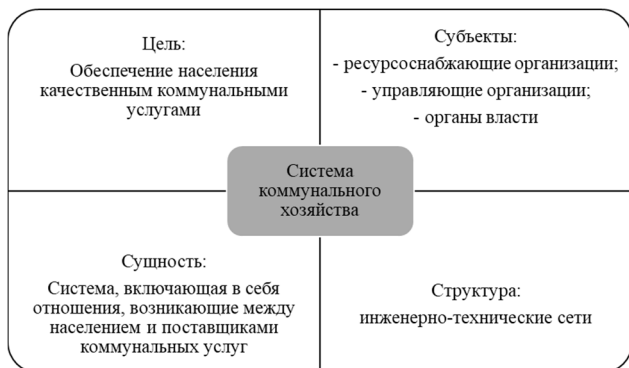 Цель:
Обеспечение населения
качественным коммунальными
услугами
Субъекты:
- ресурсоснабжающие организации;
- управляющие организации;
- органы власти
Система
коммунального
хозяйства
Сущность:
Система, включающая в себя
отношения, возникающие между
населением и поставщиками
коммунальных услуг
Структура:
инженерно-технические сети